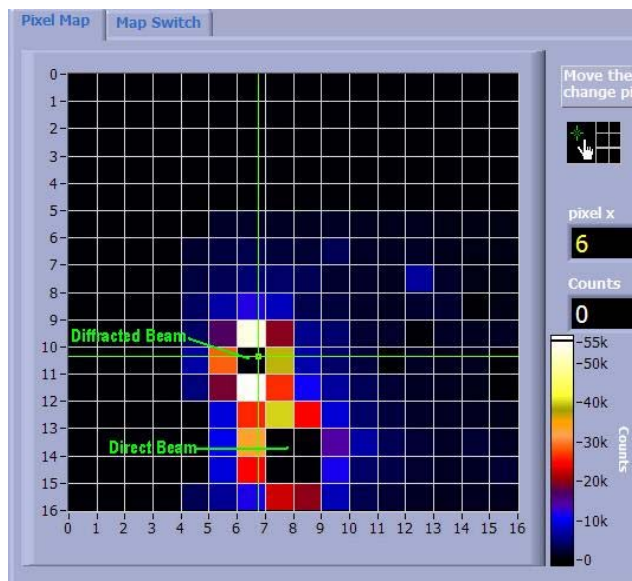 Pixel Map
Map Switch
Move the
change pi
0
1
2
3
4
5
6
7
8
9
10
11
12
13
14
15
16
0 1 2 3 4 5 6 7 8 9 10 11 12 13 14 15 16
Diffracted Beam
Direct Beam
pixel x
6
Counts
0
55k
50k
40k
30k
20k
10k
0
Counts